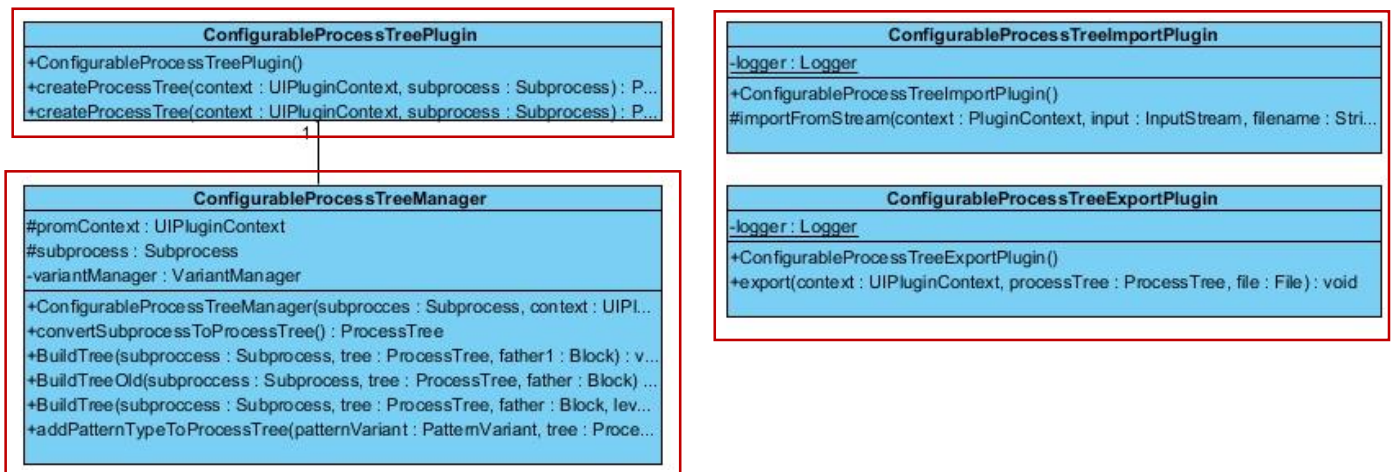 ConfigurableProcessTreePlugin
+ConfigurableProcessTreePlugin()
+createProcessTree(context : UIPluginContext, subprocess : Subprocess) : P...
+createProcessTree(context : UIPluginContext, subprocess : Subprocess) : P...
1
ConfigurableProcessTreeManager
#promContext : UIPluginContext
#subprocess : Subprocess
-variantManager : VariantManager
+ConfigurableProcessTreeManager(subprocces : Subprocess, context : UIPl...
+convertSubprocessToProcessTree() : ProcessTree
+BuildTree(subproccess : Subprocess, tree : ProcessTree, father1 : Block) : v...
+BuildTreeOld(subproccess : Subprocess, tree : ProcessTree, father : Block) ...
+BuildTree(subproccess : Subprocess, tree : ProcessTree, father : Block, lev...
+addPatternTypeToProcessTree(patternVariant : PatternVariant, tree : Proce...
ConfigurableProcessTreeImportPlugin
-logger : Logger
+ConfigurableProcessTreeImportPlugin()
#importFromStream(context : PluginContext, input : InputStream, filename : Stri...
ConfigurableProcessTreeExportPlugin
-logger : Logger
+ConfigurableProcessTreeExportPlugin()
+export(context : UIPluginContext, processTree : ProcessTree, file : File) : void